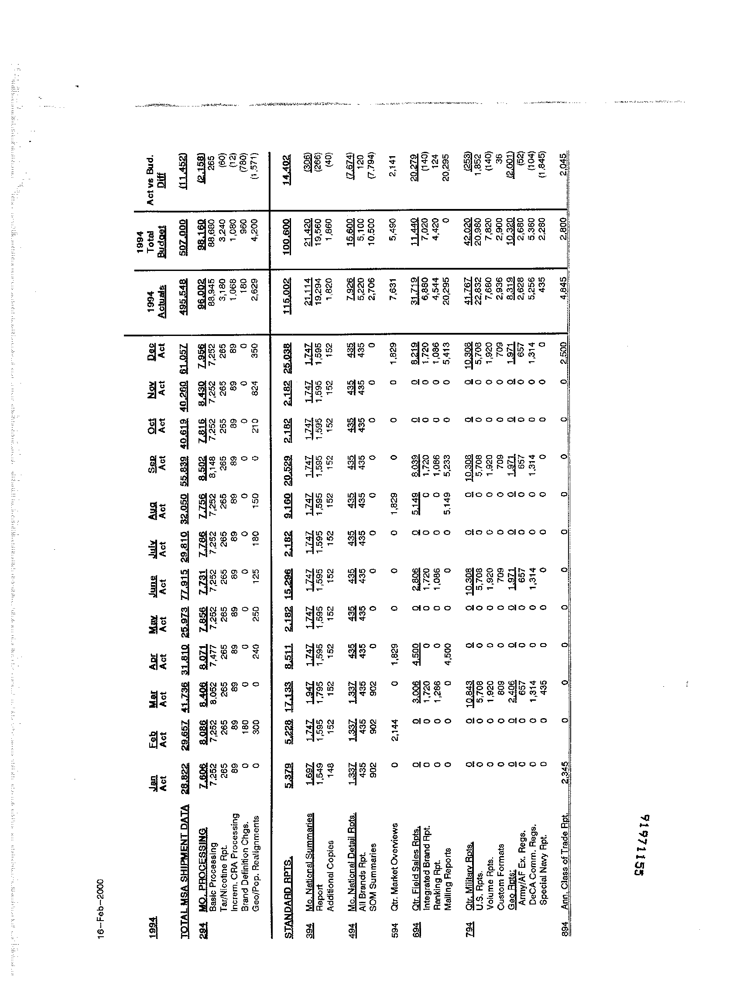 16-Feb-2000
1994 Jan Act Feb Act Mar Act Apr Act May Act June Act July Act Aug Act Sep Act Oct Act Nov Act Dec Act 1994 Actuals 1994 Total Budget Act vs Bud. Diff
TOTAL MSA SHIPMENT DATA 28,822 29,657 41,736 31,810 25,973 77,915 29,810 32,050 55,839 40,619 40,260 61,057 495,548 507,000 (11,452)
294 MO. PROCESSING 7,606 8,086 8,406 8,071 7,856 7,731 7,766 7,756 8,502 7,816 8,430 7,956 96,002 98,160 (2,158)
Basic Processing 7,252 7,252 8,052 7,477 7,252 7,252 7,252 7,252 8,148 7,252 7,252 7,252 88,945 88,680 265
Tar/Nicotine Rpt. 265 265 265 265 265 265 265 265 265 265 265 265 3,180 3,240 (60)
Increm. CRA Processing 89 89 89 89 89 89 89 89 89 89 89 89 1,068 1,080 (12)
Brand Definition Chgs. 0 180 0 0 0 0 0 0 0 0 0 0 180 960 (780)
Geo/Pop. Realignments 0 300 0 240 250 125 180 150 0 210 824 350 2,629 4,200 (1,571)
STANDARD RPTS. 5,379 5,228 17,133 8,511 2,182 15,296 2,182 9,160 20,529 2,182 2,182 25,038 115,002 100,600 14,402
394 Mo. National Summaries 1,697 1,747 1,947 1,747 1,747 1,747 1,747 1,747 1,747 1,747 1,747 1,747 21,114 21,420 (306)
Report 1,549 1,595 1,795 1,595 1,595 1,595 1,595 1,595 1,595 1,595 1,595 1,595 19,294 19,560 (266)
Additional Copies 148 152 152 152 152 152 152 152 152 152 152 152 1,820 1,860 (40)
494 Mo. National Detail Rpts. 1,337 1,337 1,337 435 435 435 435 435 435 435 435 435 7,926 15,600 (7,674)
All Brands Rpt. 435 435 435 435 435 435 435 435 435 435 435 435 5,220 5,100 120
SOM Summaries 902 902 902 0 0 0 0 0 0 0 0 0 2,706 10,500 (7,794)
594 Qtr. Market Overviews 0 2,144 0 1,829 0 0 0 1,829 0 0 0 1,829 7,631 5,490 2,141
694 Qtr. Field Sales Rpts. 0 0 3,006 4,500 0 2,806 0 5,149 8,039 0 0 8,219 31,719 11,440 20,279
Integrated Brand Rpt. 0 0 1,720 0 0 1,720 0 0 1,720 0 0 1,720 6,880 7,020 (140)
Ranking Rpt. 0 0 1,286 0 0 1,086 0 0 1,086 0 0 1,086 4,544 4,420 124
Mailing Reports 0 0 0 4,500 0 0 0 5,149 5,233 0 0 5,413 20,295 0 20,295
794 Qtr. Military Rpts. 0 0 10,843 0 0 10,308 0 0 10,308 0 0 10,308 41,767 42,020 (253)
U.S. Rpts. 0 0 5,708 0 0 5,708 0 0 5,708 0 0 5,708 22,832 20,980 1,852
Volume Rpts. 0 0 1,920 0 0 1,920 0 0 1,920 0 0 1,920 7,680 7,820 (140)
Custom Formats 0 0 809 0 0 709 0 0 709 0 0 709 2,936 2,900 36
Geo Rpts: 0 0 2,406 0 0 1,971 0 0 1,971 0 0 1,971 8,319 10,320 (2,001)
Army/AF Ex. Regs. 0 0 657 0 0 657 0 0 657 0 0 657 2,628 2,680 (52)
DeCA Comm. Regs. 0 0 1,314 0 0 1,314 0 0 1,314 0 0 1,314 5,256 5,360 (104)
Special Navy Rpt. 0 0 435 0 0 0 0 0 0 0 0 0 435 2,280 (1,845)
894 Ann. Class of Trade Rpt. 2,345 0 0 0 0 0 0 0 0 0 0 2,500 4,845 2,800 2,045
91971155